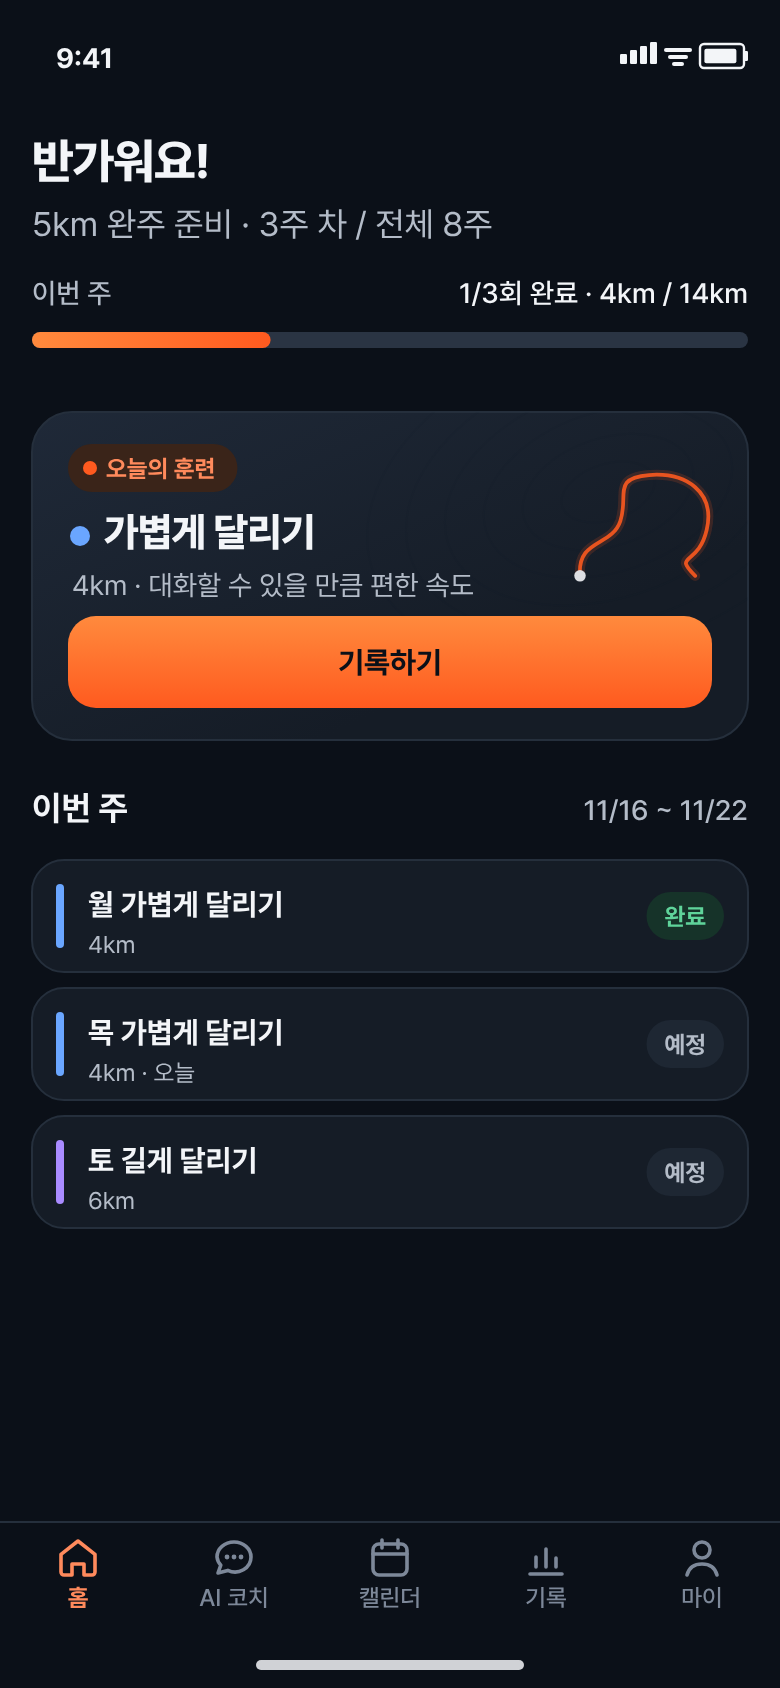 9:41
반가워요!
5km 완주 준비 · 3주 차 / 전체 8주
이번 주
1/3회 완료 · 4km / 14km
오늘의 훈련
가볍게 달리기
4km · 대화할 수 있을 만큼 편한 속도
기록하기
이번 주
11/16 ~ 11/22
월 가볍게 달리기
4km
완료
목 가볍게 달리기
4km · 오늘
예정
토 길게 달리기
6km
예정
홈
AI 코치
캘린더
기록
마이